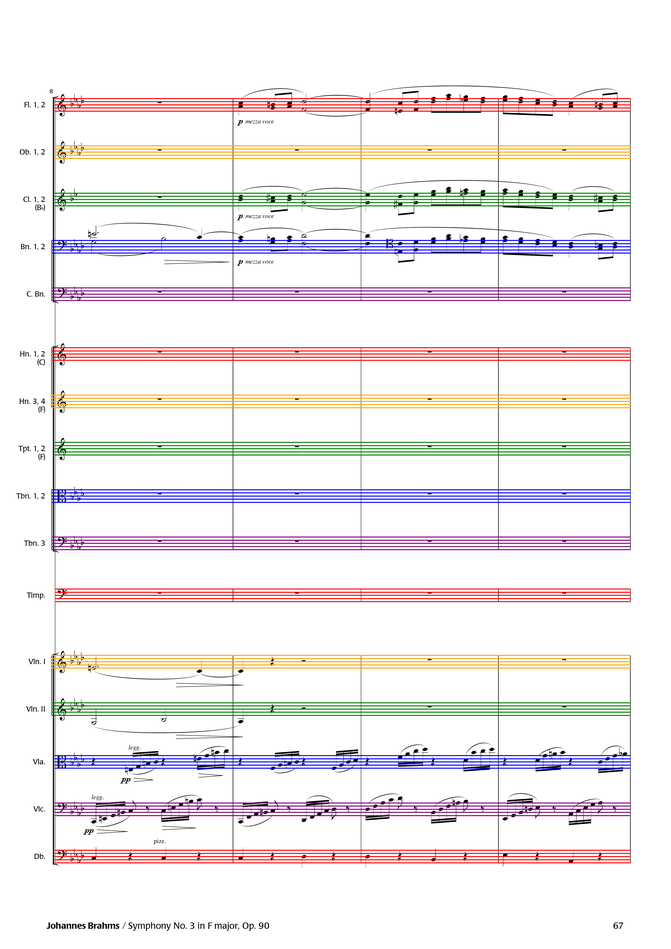 8
Fl. 1, 2
p mezza voce
Ob. 1, 2
Cl. 1, 2
(B♭)
p mezza voce
Bn. 1, 2
p mezza voce
C. Bn.
Hn. 1, 2
(C)
Hn. 3, 4
(F)
Tpt. 1, 2
(F)
Tbn. 1, 2
Tbn. 3
Timp.
Vln. I
Vln. II
legg.
Vla.
pp
legg.
Vlc.
pp
pizz.
Db.
Johannes Brahms / Symphony No. 3 in F major, Op. 90 67